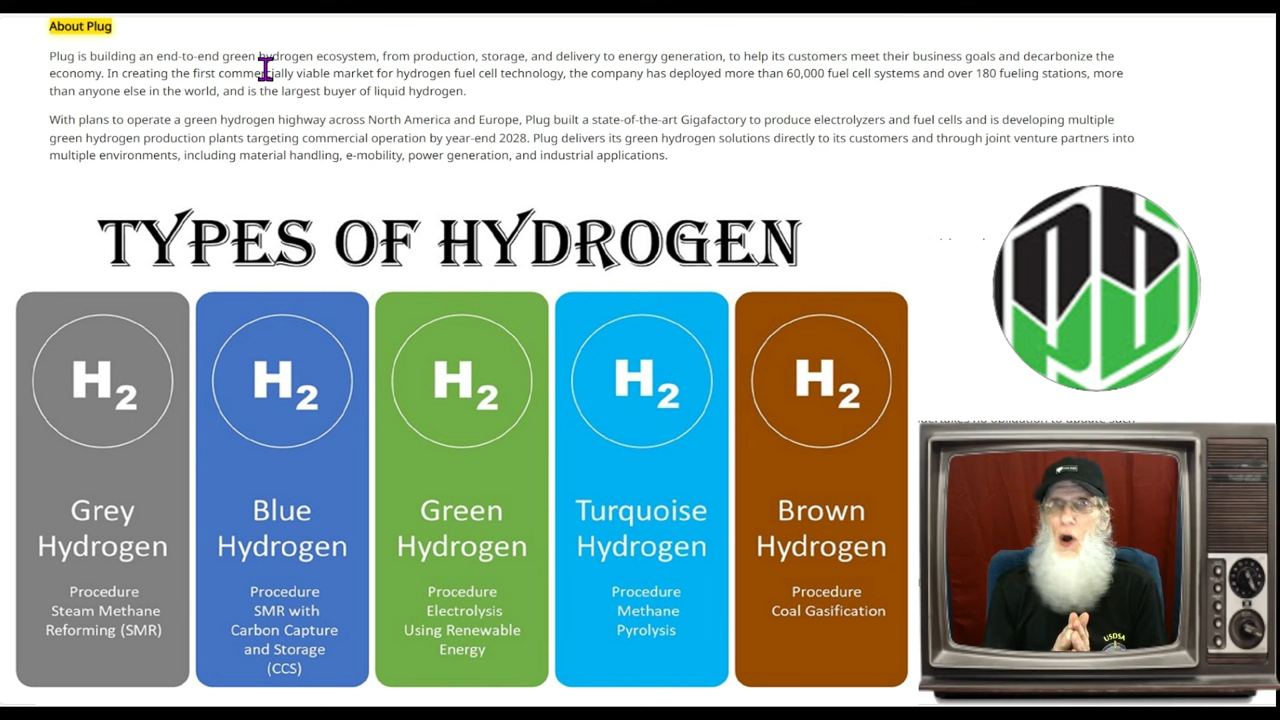 About Plug
Plug is building an end-to-end green hydrogen ecosystem, from production, storage, and delivery to energy generation, to help its customers meet their business goals and decarbonize the
economy. In creating the first commercially viable market for hydrogen fuel cell technology, the company has deployed more than 60,000 fuel cell systems and over 180 fueling stations, more
than anyone else in the world, and is the largest buyer of liquid hydrogen.
With plans to operate a green hydrogen highway across North America and Europe, Plug built a state-of-the-art Gigafactory to produce electrolyzers and fuel cells and is developing multiple
green hydrogen production plants targeting commercial operation by year-end 2028. Plug delivers its green hydrogen solutions directly to its customers and through joint venture partners into
multiple environments, including material handling, e-mobility, power generation, and industrial applications.
TYPES OF HYDROGEN
H2
Grey
Hydrogen
Procedure
Steam Methane
Reforming (SMR)
H2
Blue
Hydrogen
Procedure
SMR with
Carbon Capture
and Storage
(CCS)
H2
Green
Hydrogen
Procedure
Electrolysis
Using Renewable
Energy
H2
Turquoise
Hydrogen
Procedure
Methane
Pyrolysis
H2
Brown
Hydrogen
Procedure
Coal Gasification
no obligation to update such
USDSA